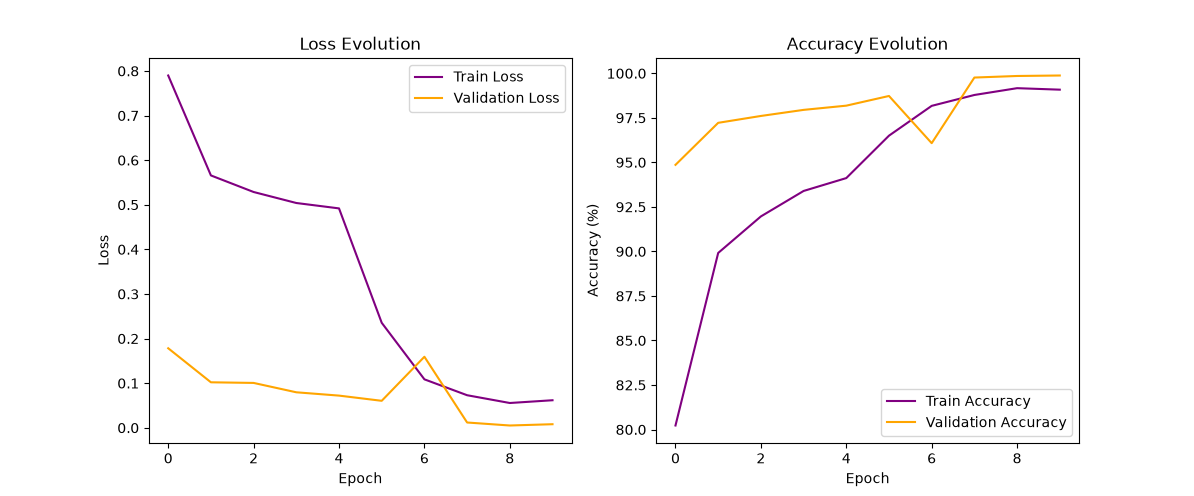 Loss Evolution
0.8
0.7
0.6
0.5
0.4
0.3
0.2
0.1
0.0
Loss
0 2 4 6 8
Epoch
Train Loss
Validation Loss
Accuracy Evolution
100.0
97.5
95.0
92.5
90.0
87.5
85.0
82.5
80.0
Accuracy (%)
0 2 4 6 8
Epoch
Train Accuracy
Validation Accuracy